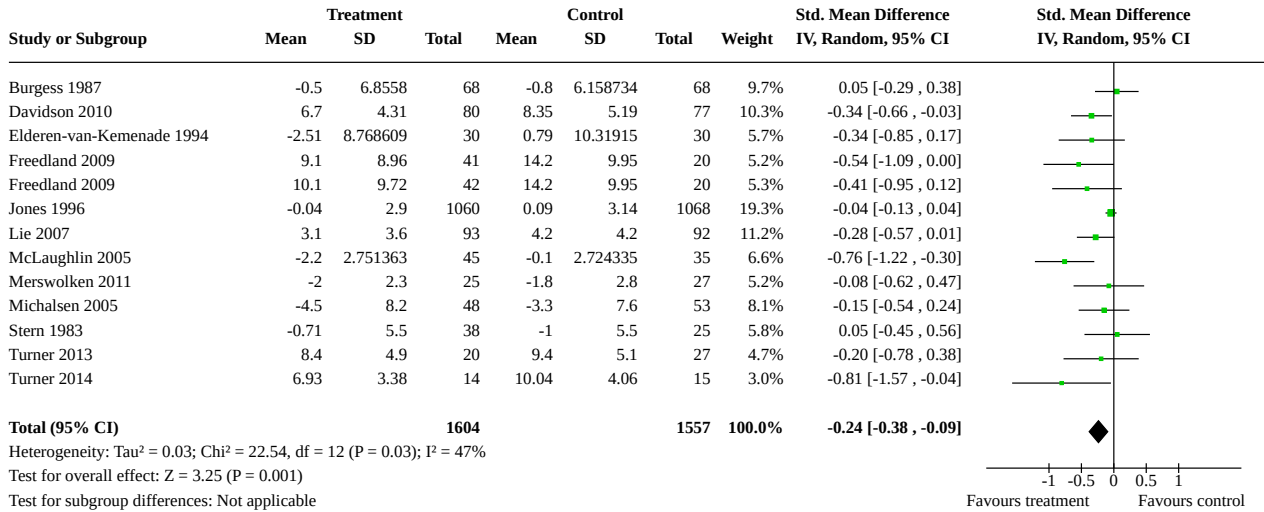 Treatment Control Std. Mean Difference Std. Mean Difference
Study or Subgroup Mean SD Total Mean SD Total Weight IV, Random, 95% CI IV, Random, 95% CI
Burgess 1987 -0.5 6.8558 68 -0.8 6.158734 68 9.7% 0.05 [-0.29 , 0.38]
Davidson 2010 6.7 4.31 80 8.35 5.19 77 10.3% -0.34 [-0.66 , -0.03]
Elderen-van-Kemenade 1994 -2.51 8.768609 30 0.79 10.31915 30 5.7% -0.34 [-0.85 , 0.17]
Freedland 2009 9.1 8.96 41 14.2 9.95 20 5.2% -0.54 [-1.09 , 0.00]
Freedland 2009 10.1 9.72 42 14.2 9.95 20 5.3% -0.41 [-0.95 , 0.12]
Jones 1996 -0.04 2.9 1060 0.09 3.14 1068 19.3% -0.04 [-0.13 , 0.04]
Lie 2007 3.1 3.6 93 4.2 4.2 92 11.2% -0.28 [-0.57 , 0.01]
McLaughlin 2005 -2.2 2.751363 45 -0.1 2.724335 35 6.6% -0.76 [-1.22 , -0.30]
Merswolken 2011 -2 2.3 25 -1.8 2.8 27 5.2% -0.08 [-0.62 , 0.47]
Michalsen 2005 -4.5 8.2 48 -3.3 7.6 53 8.1% -0.15 [-0.54 , 0.24]
Stern 1983 -0.71 5.5 38 -1 5.5 25 5.8% 0.05 [-0.45 , 0.56]
Turner 2013 8.4 4.9 20 9.4 5.1 27 4.7% -0.20 [-0.78 , 0.38]
Turner 2014 6.93 3.38 14 10.04 4.06 15 3.0% -0.81 [-1.57 , -0.04]
Total (95% CI) 1604 1557 100.0% -0.24 [-0.38 , -0.09]
Heterogeneity: Tau² = 0.03; Chi² = 22.54, df = 12 (P = 0.03); I² = 47%
Test for overall effect: Z = 3.25 (P = 0.001)
-1 -0.5 0 0.5 1
Test for subgroup differences: Not applicable
Favours treatment Favours control